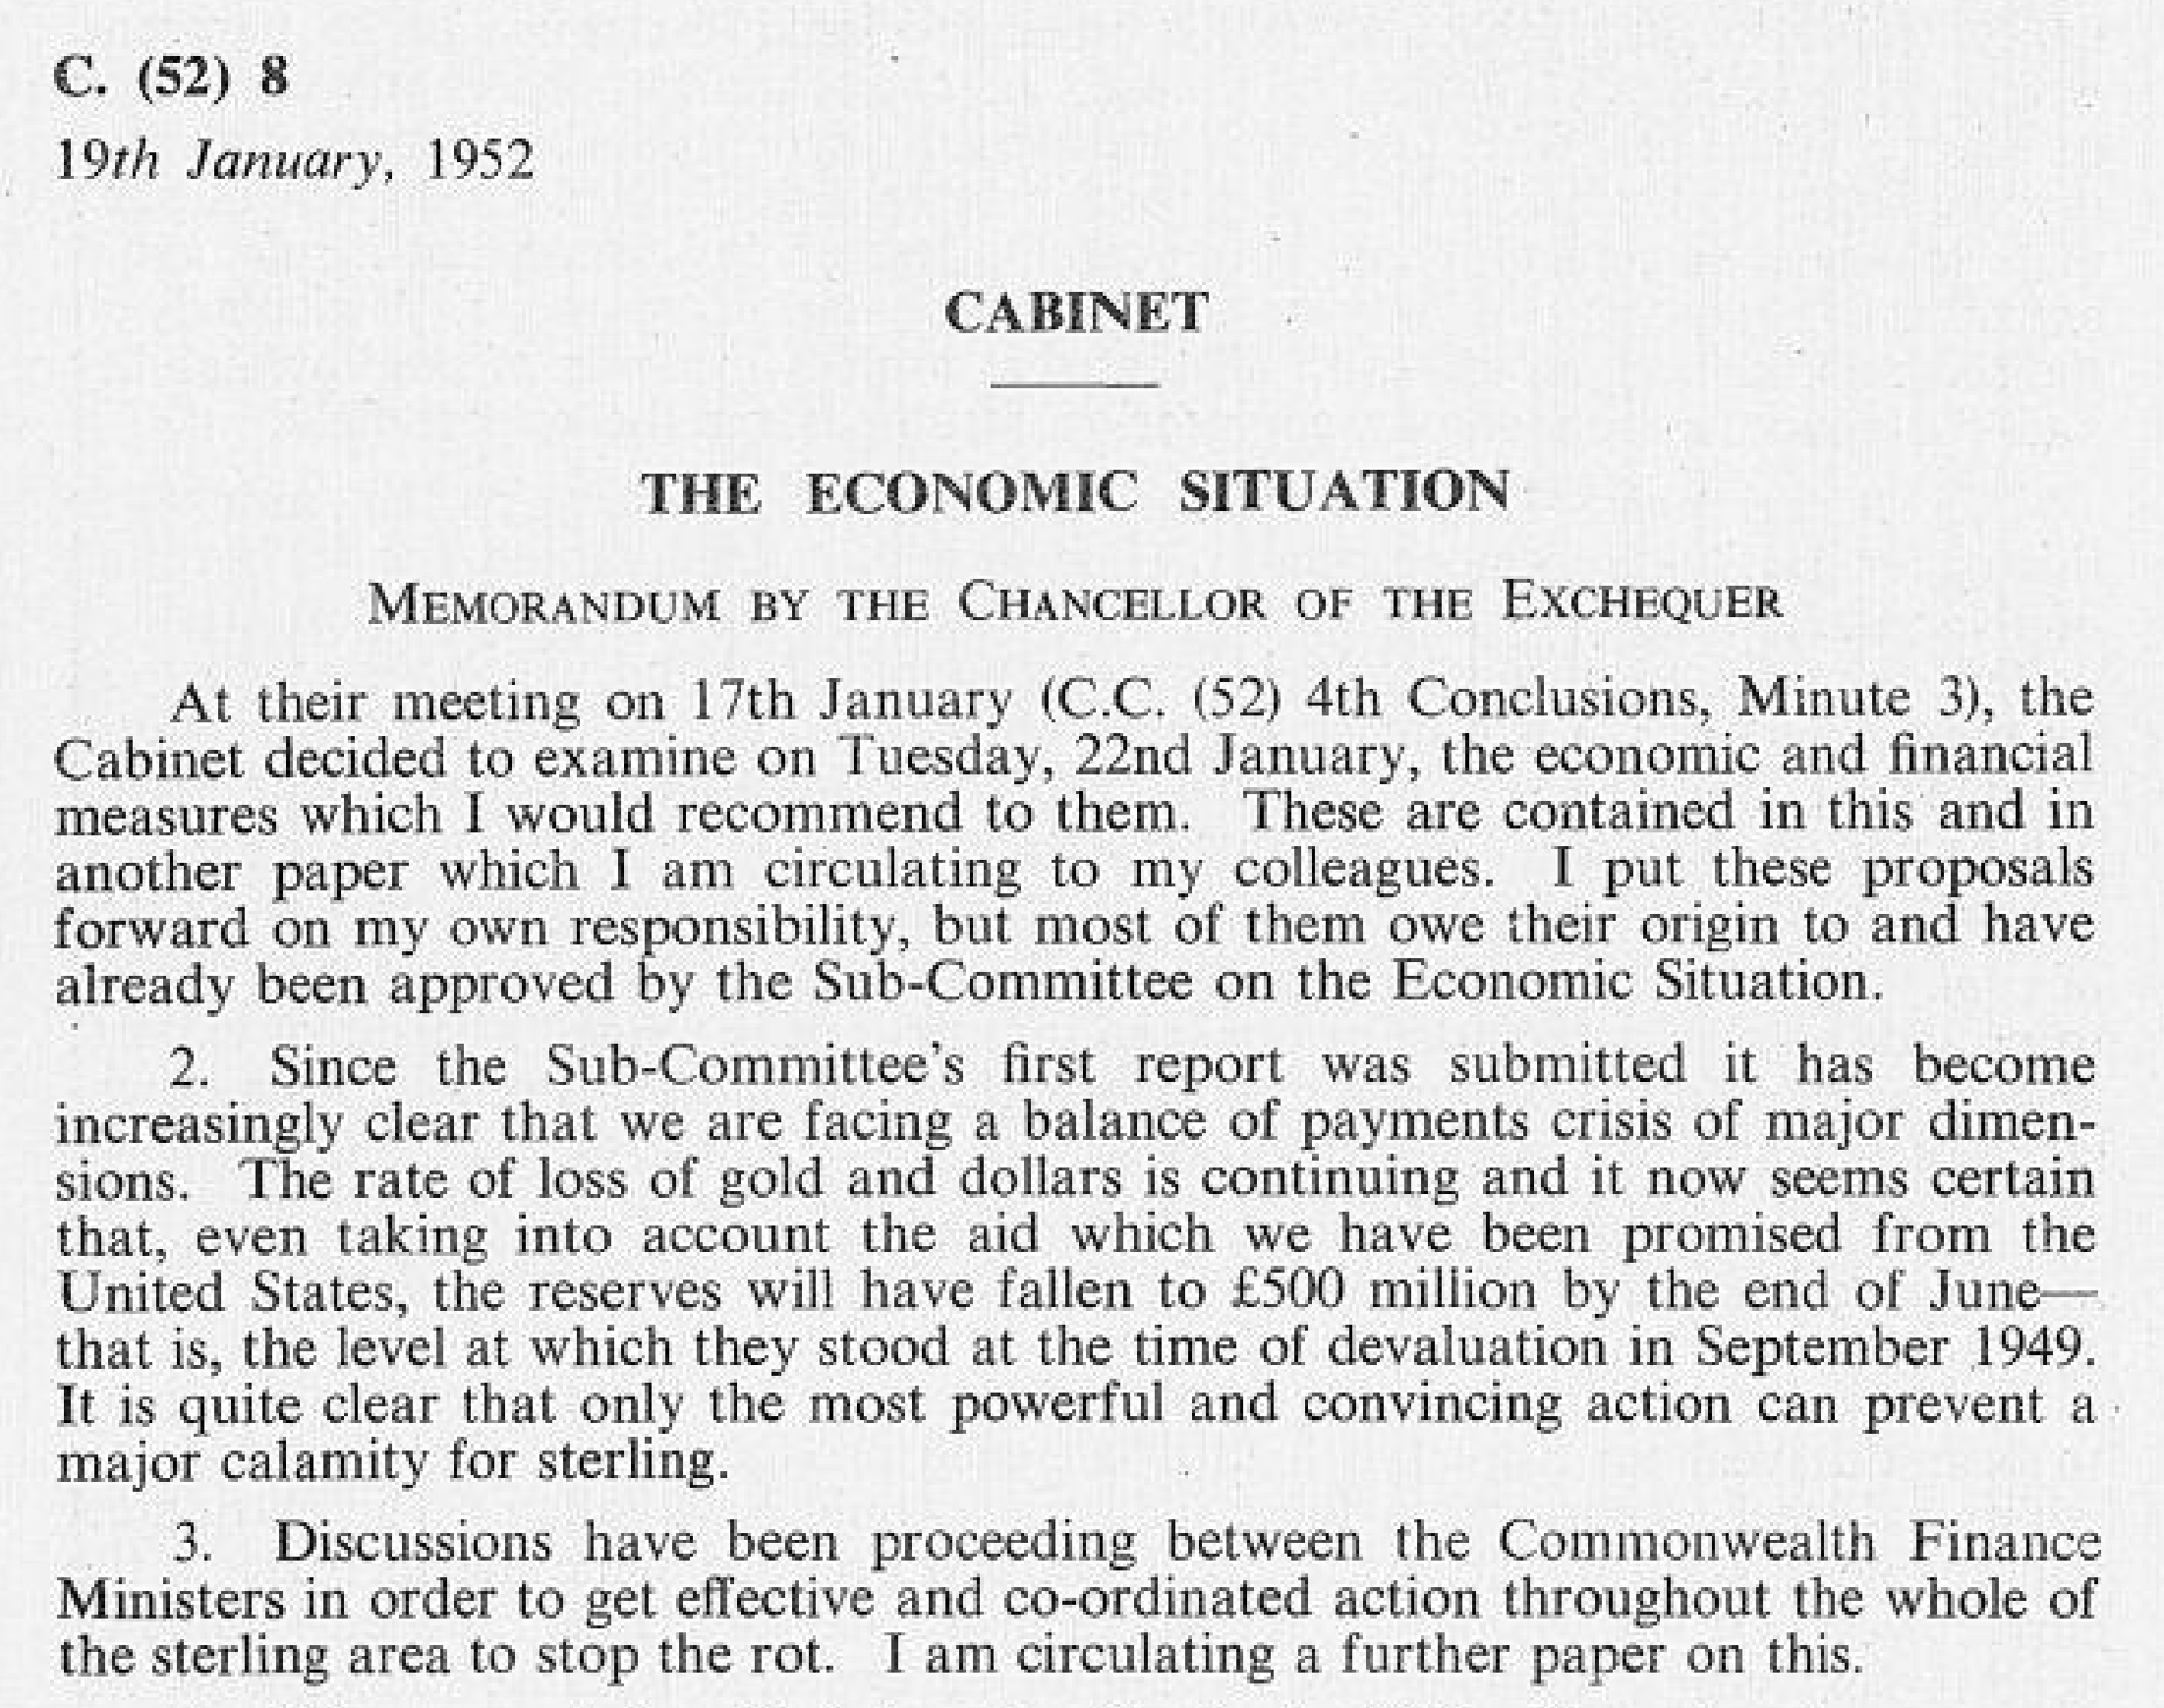 C. (52) 8
19th January, 1952
CABINET
THE ECONOMIC SITUATION
MEMORANDUM BY THE CHANCELLOR OF THE EXCHEQUER
At their meeting on 17th January (C.C. (52) 4th Conclusions, Minute 3), the
Cabinet decided to examine on Tuesday, 22nd January, the economic and financial
measures which I would recommend to them. These are contained in this and in
another paper which I am circulating to my colleagues. I put these proposals
forward on my own responsibility, but most of them owe their origin to and have
already been approved by the Sub-Committee on the Economic Situation.
2. Since the Sub-Committee's first report was submitted it has become
increasingly clear that we are facing a balance of payments crisis of major dimen-
sions. The rate of loss of gold and dollars is continuing and it now seems certain
that, even taking into account the aid which we have been promised from the
United States, the reserves will have fallen to £500 million by the end of June—
that is, the level at which they stood at the time of devaluation in September 1949.
It is quite clear that only the most powerful and convincing action can prevent a
major calamity for sterling.
3. Discussions have been proceeding between the Commonwealth Finance
Ministers in order to get effective and co-ordinated action throughout the whole of
the sterling area to stop the rot. I am circulating a further paper on this.